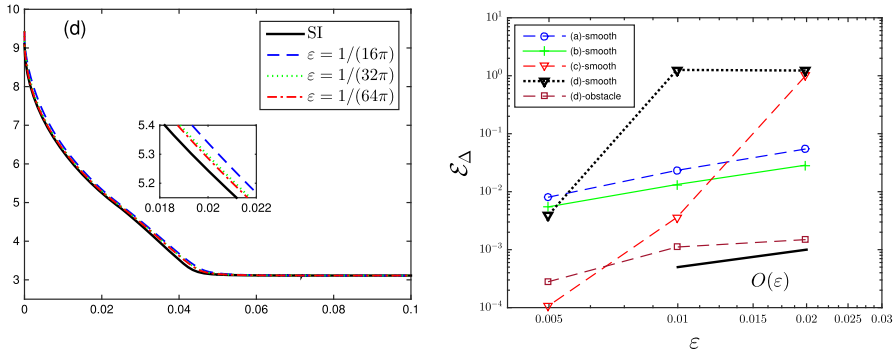 (d)
SI
ε = 1/(16π)
ε = 1/(32π)
ε = 1/(64π)
10
9
8
7
6
5
4
3
0
0.02
0.04
0.06
0.08
0.1
5.4
5.3
5.2
0.018
0.02
0.022
(a)-smooth
(b)-smooth
(c)-smooth
(d)-smooth
(d)-obstacle
10^1
10^0
10^-1
10^-2
10^-3
10^-4
ℰ_Δ
O(ε)
0.005
0.01
0.015
0.02
0.025
0.03
ε